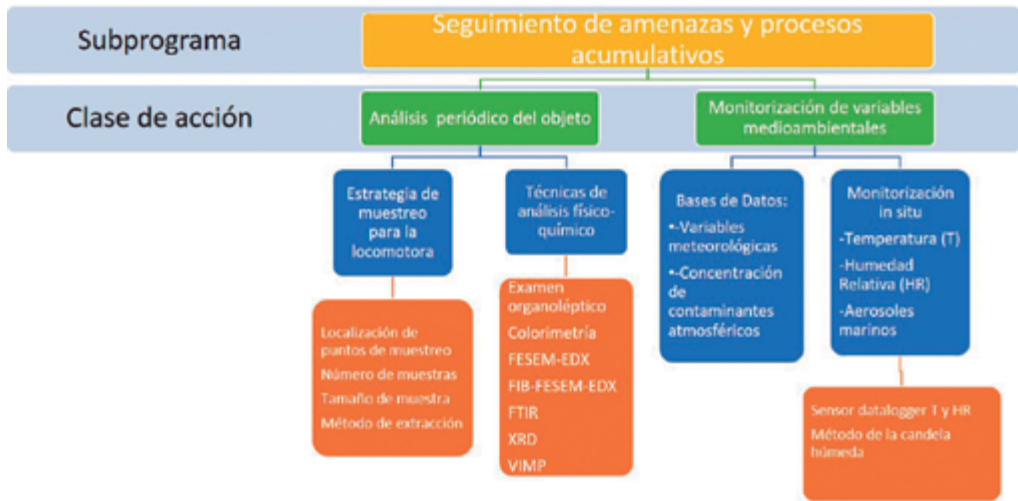 Subprograma
Seguimiento de amenazas y procesos
acumulativos
Clase de acción
Análisis periódico del objeto
Monitorización de variables
medioambientales
Estrategia de
muestreo
para la
locomotora
Técnicas de
análisis físico-
químico
Bases de Datos:
•-Variables
meteorológicas
•-Concentración
de
contaminantes
atmosféricos
Monitorización
in situ
-Temperatura (T)
-Humedad
Relativa (HR)
-Aerosoles
marinos
Localización de
puntos de muestreo
Número de muestras
Tamaño de muestra
Método de extracción
Examen
organoléptico
Colorimetría
FESEM-EDX
FIB-FESEM-EDX
FTIR
XRD
VIMP
Sensor datalogger T y HR
Método de la candela
húmeda